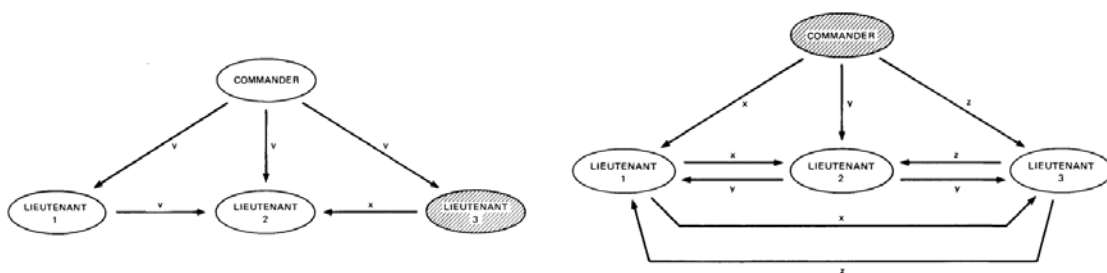 COMMANDER
v
v
v
LIEUTENANT
1
v
LIEUTENANT
2
x
LIEUTENANT
3
COMMANDER
x
y
z
LIEUTENANT
1
x
y
LIEUTENANT
2
z
y
LIEUTENANT
3
x
z